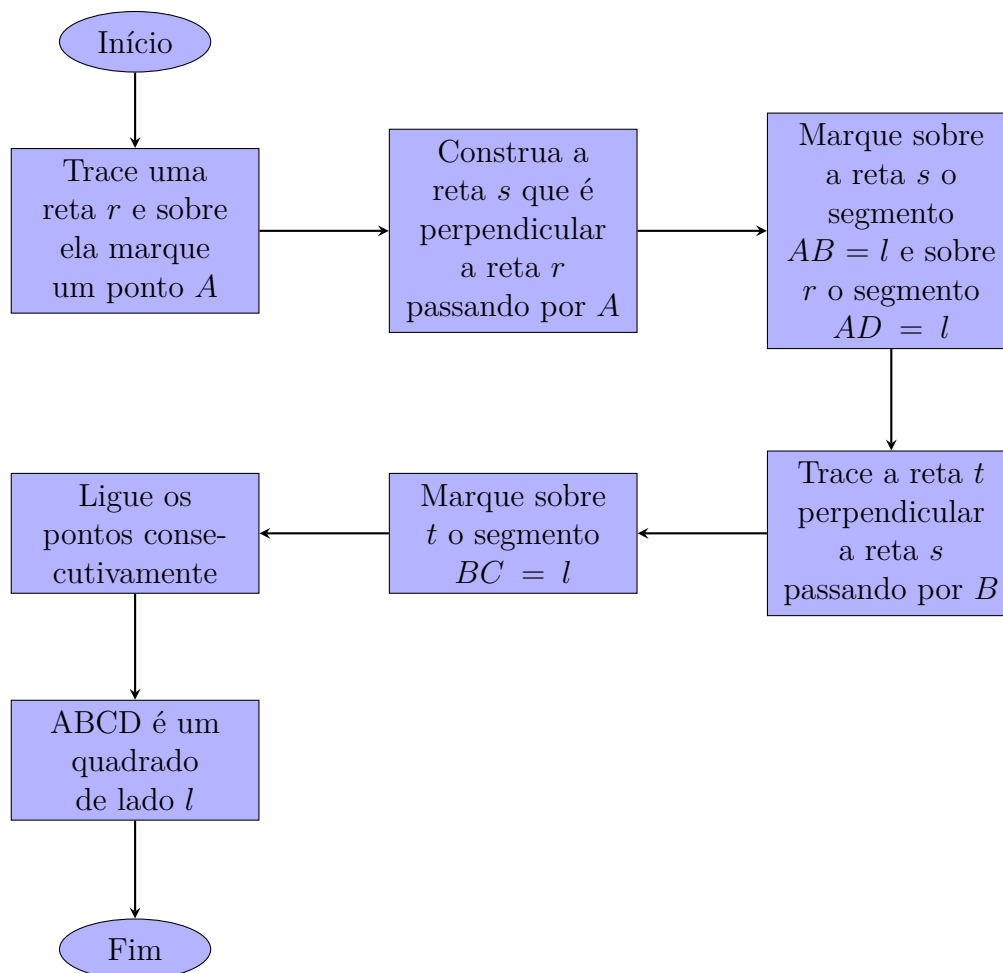 Início
Trace uma
reta r e sobre
ela marque
um ponto A
Construa a
reta s que é
perpendicular
a reta r
passando por A
Marque sobre
a reta s o
segmento
AB = l e sobre
r o segmento
AD = l
Trace a reta t
perpendicular
a reta s
passando por B
Marque sobre
t o segmento
BC = l
Ligue os
pontos conse-
cutivamente
ABCD é um
quadrado
de lado l
Fim